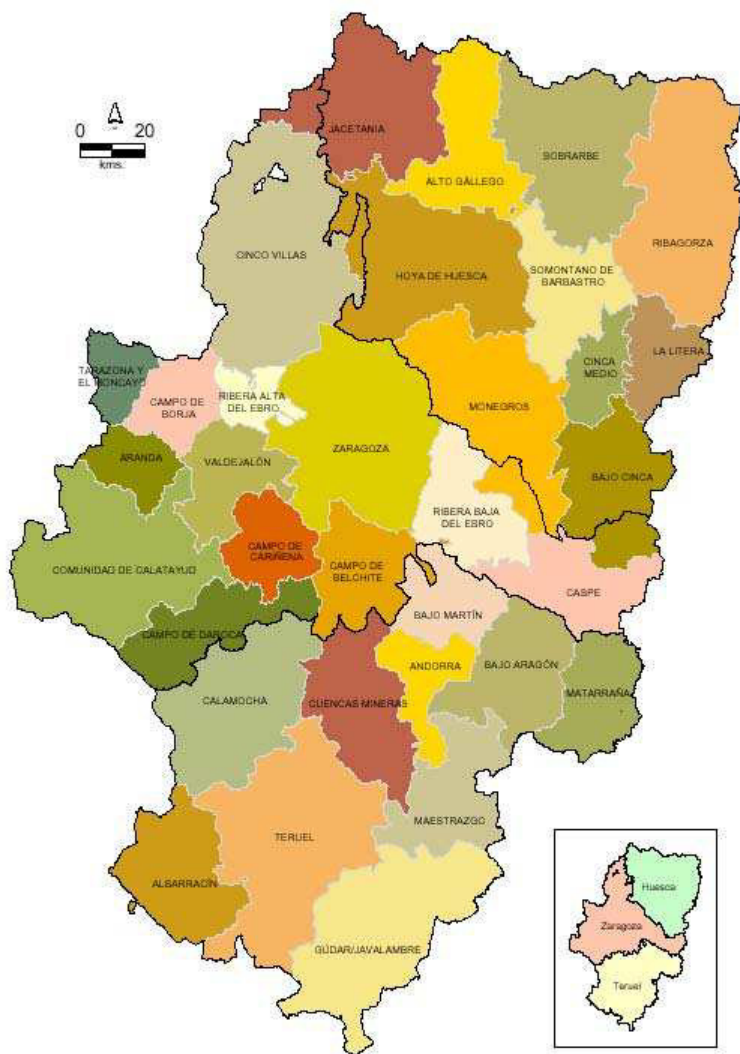 0 20
kms.
JACETANIA
ALTO GÁLLEGO
SOBRARBE
RIBAGORZA
CINCO VILLAS
HOYA DE HUESCA
SOMONTANO DE
BARBASTRO
TARAZONA Y
EL MONCAYO
CAMPO DE
BORJA
RIBERA ALTA
DEL EBRO
MONEGROS
CINCA
MEDIO
LA LITERA
ARANDA
VALDEJALÓN
ZARAGOZA
BAJO CINCA
RIBERA BAJA
DEL EBRO
COMUNIDAD DE CALATAYUD
CAMPO DE
CARIÑENA
CAMPO DE
BELCHITE
CASPE
CAMPO DE DAROCA
BAJO MARTÍN
CALAMOCHA
CUENCAS MINERAS
ANDORRA
BAJO ARAGÓN
MATARRAÑA
TERUEL
MAESTRAZGO
ALBARRACÍN
GÚDAR/JAVALAMBRE
Huesca
Zaragoza
Teruel